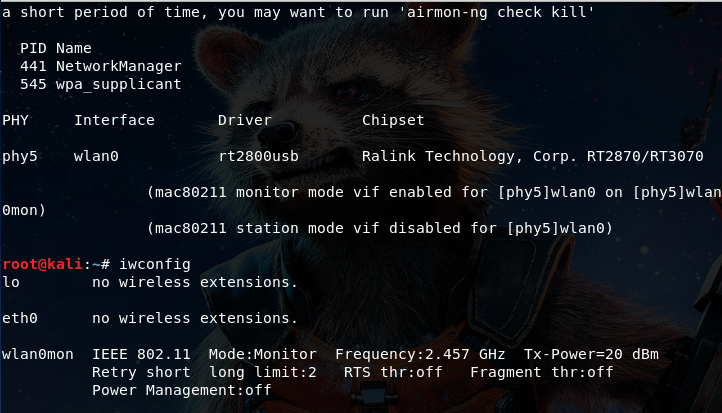 a short period of time, you may want to run 'airmon-ng check kill'
  PID Name
  441 NetworkManager
  545 wpa_supplicant
PHY     Interface       Driver          Chipset
phy5    wlan0           rt2800usb       Ralink Technology, Corp. RT2870/RT3070
                (mac80211 monitor mode vif enabled for [phy5]wlan0 on [phy5]wlan
0mon)
                (mac80211 station mode vif disabled for [phy5]wlan0)
root@kali:~# iwconfig
lo        no wireless extensions.
eth0      no wireless extensions.
wlan0mon  IEEE 802.11  Mode:Monitor  Frequency:2.457 GHz  Tx-Power=20 dBm
          Retry short  long limit:2   RTS thr:off   Fragment thr:off
          Power Management:off